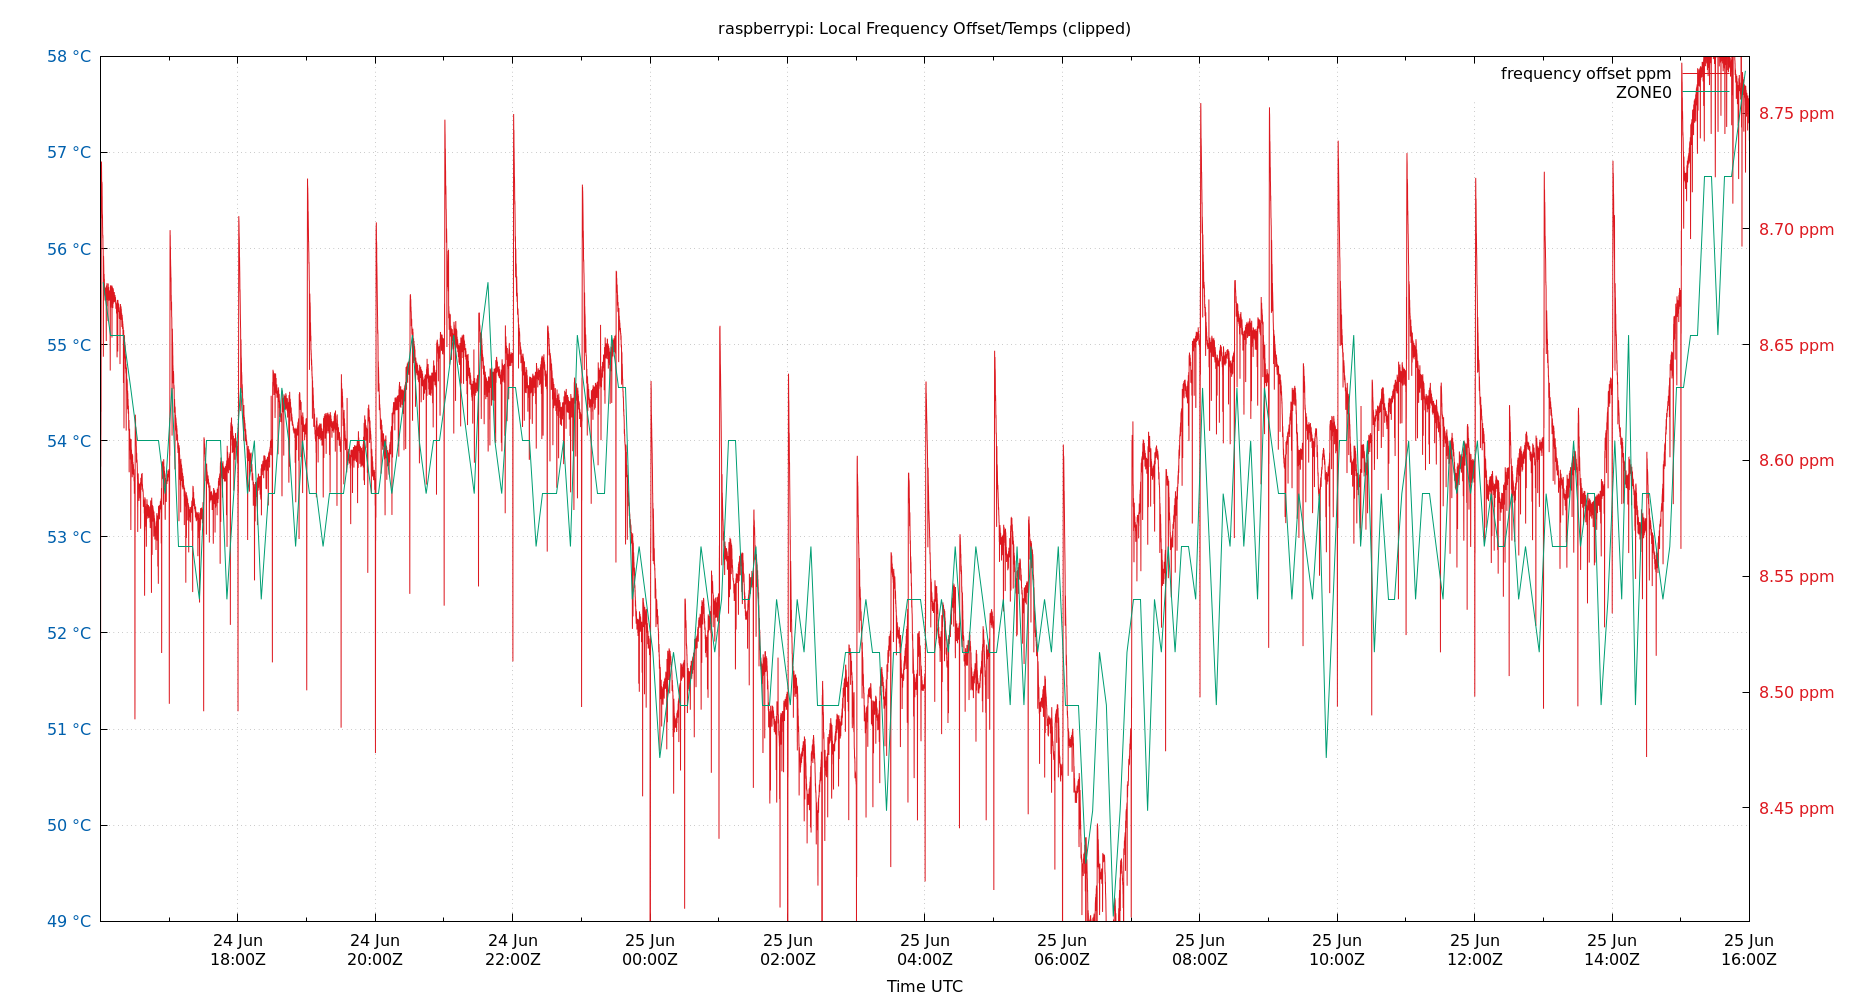 raspberrypi: Local Frequency Offset/Temps (clipped)
58 °C
57 °C
56 °C
55 °C
54 °C
53 °C
52 °C
51 °C
50 °C
49 °C
frequency offset ppm
ZONE0
8.75 ppm
8.70 ppm
8.65 ppm
8.60 ppm
8.55 ppm
8.50 ppm
8.45 ppm
24 Jun 24 Jun 24 Jun 25 Jun 25 Jun 25 Jun 25 Jun 25 Jun 25 Jun 25 Jun 25 Jun 25 Jun
18:00Z 20:00Z 22:00Z 00:00Z 02:00Z 04:00Z 06:00Z 08:00Z 10:00Z 12:00Z 14:00Z 16:00Z
Time UTC